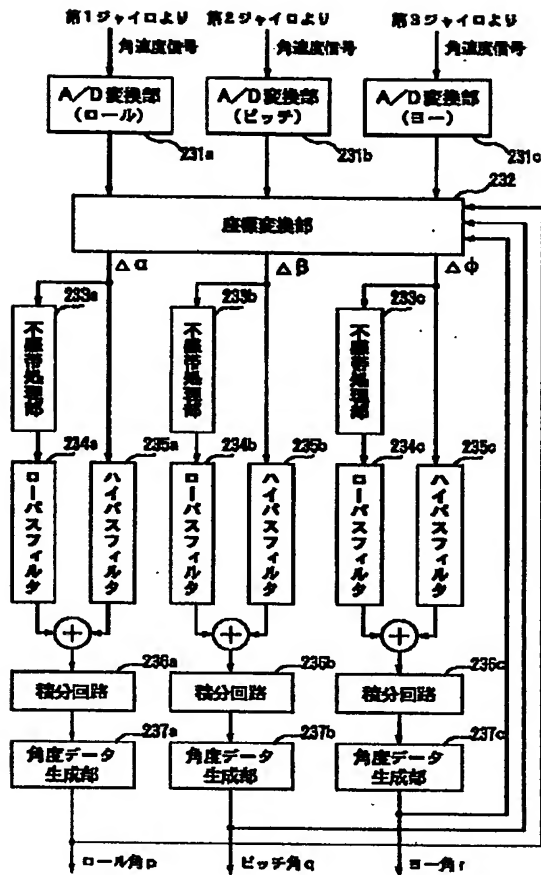 第1ジャイロより 第2ジャイロより 第3ジャイロより
角速度信号 角速度信号 角速度信号
A/D変換部 A/D変換部 A/D変換部
(ロール) (ピッチ) (ヨー)
231a 231b 231c
232
座標変換部
△α △β △φ
233a 233b 233c
不感帯処理部 不感帯処理部 不感帯処理部
234a 235a 234b 235b 234c 235c
ローパスフィルタ ハイパスフィルタ ローパスフィルタ ハイパスフィルタ ローパスフィルタ ハイパスフィルタ
+ + +
236a 236b 236c
積分回路 積分回路 積分回路
237a 237b 237c
角度データ 角度データ 角度データ
生成部 生成部 生成部
ロール角p ピッチ角q ヨー角r